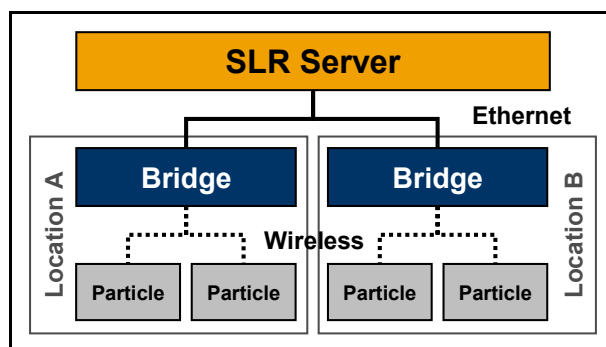 SLR Server
Ethernet
Location A
Bridge
Bridge
Location B
Wireless
Particle
Particle
Particle
Particle